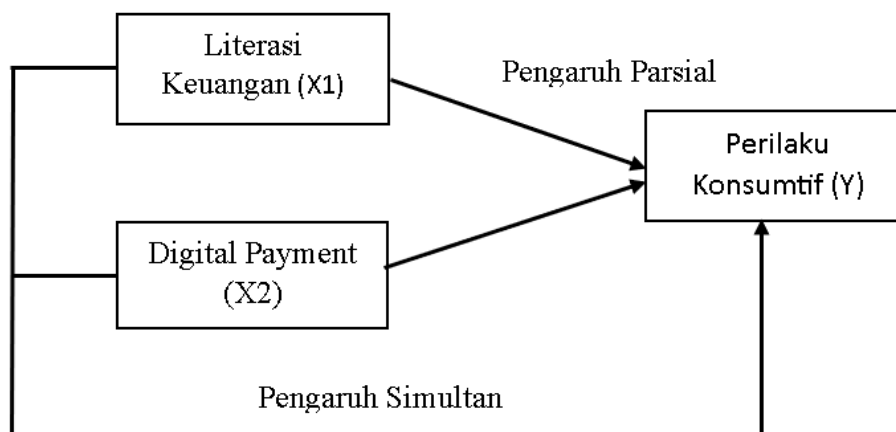 Literasi
Keuangan (X1)
Pengaruh Parsial
Perilaku
Konsumtif (Y)
Digital Payment
(X2)
Pengaruh Simultan